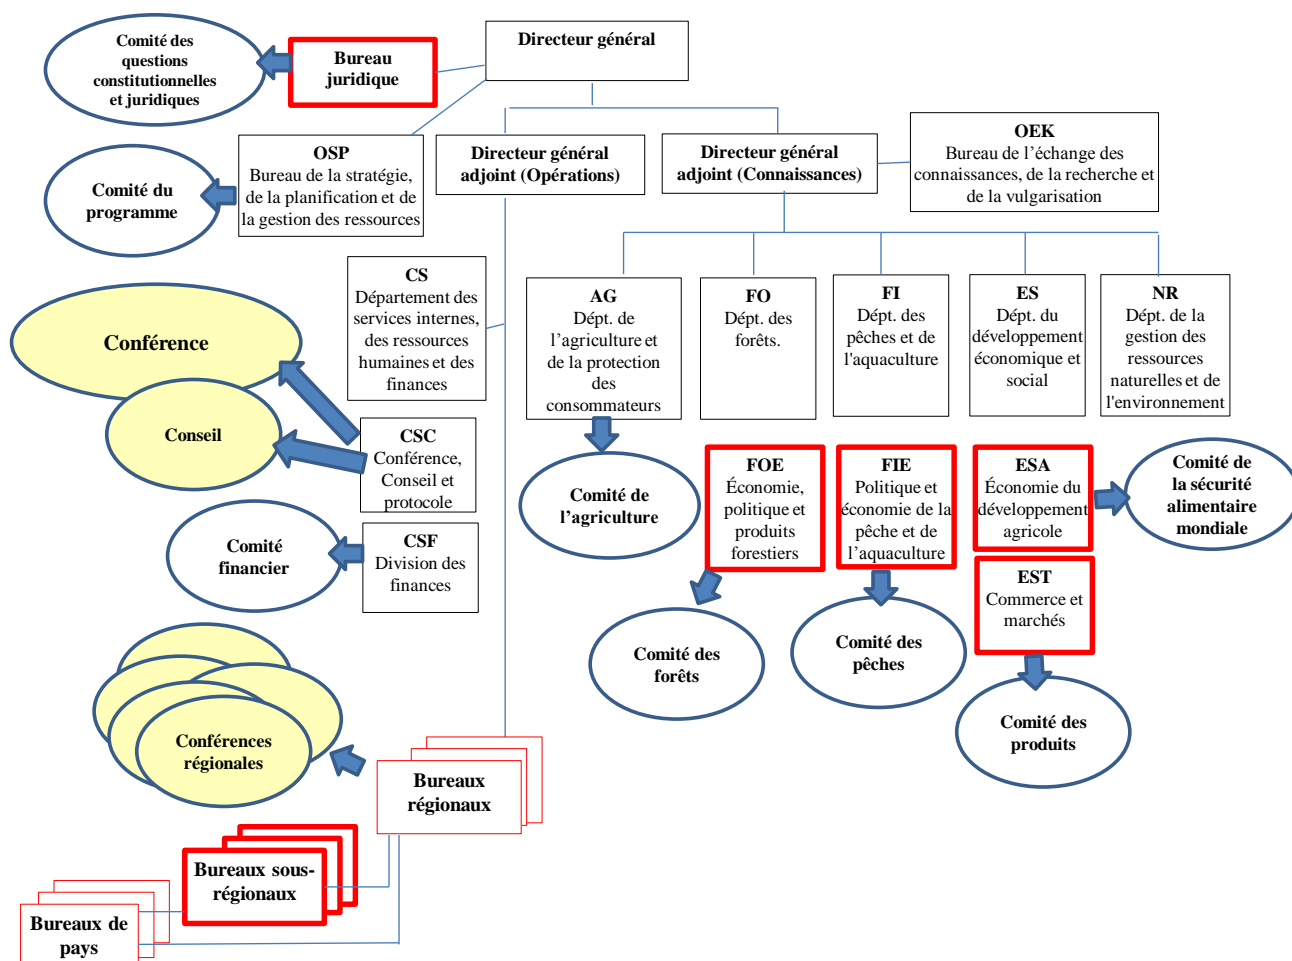 Comité des
questions
constitutionnelles
et juridiques
Bureau
juridique
Directeur général
OSP
Bureau de la stratégie,
de la planification et de
la gestion des ressources
Comité du
programme
Directeur général
adjoint (Opérations)
Directeur général
adjoint (Connaissances)
OEK
Bureau de l’échange des
connaissances, de la recherche et
de la vulgarisation
CS
Département des
services internes,
des ressources
humaines et des
finances
AG
Dépt. de
l’agriculture et
de la protection
des
consommateurs
FO
Dépt. des
forêts.
FI
Dépt. des
pêches et de
l'aquaculture
ES
Dépt. du
développement
économique et
social
NR
Dépt. de la
gestion des
ressources
naturelles et de
l'environnement
Conférence
Conseil
CSC
Conférence,
Conseil et
protocole
Comité
financier
CSF
Division des
finances
Comité de
l’agriculture
FOE
Économie,
politique et
produits
forestiers
FIE
Politique et
économie de la
pêche et de
l’aquaculture
ESA
Économie du
développement
agricole
Comité de
la sécurité
alimentaire
mondiale
EST
Commerce et
marchés
Comité des
forêts
Comité des
pêches
Comité des
produits
Conférences
régionales
Bureaux
régionaux
Bureaux sous-
régionaux
Bureaux de
pays